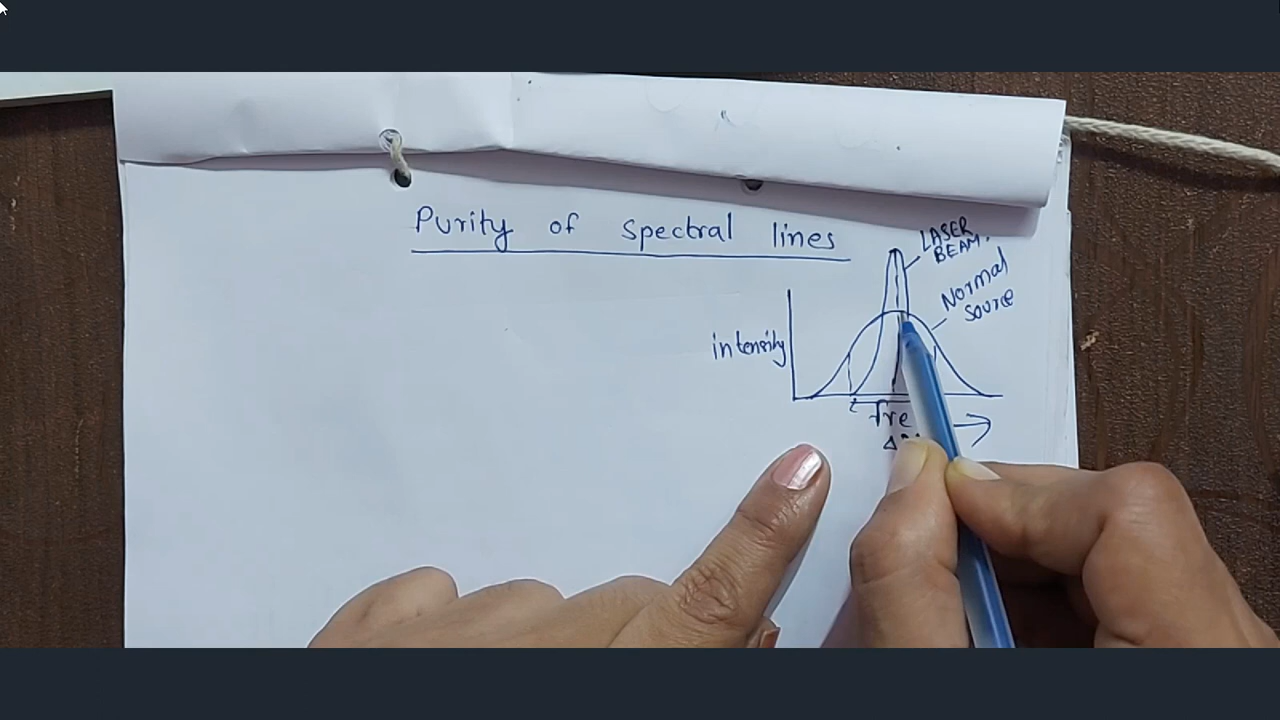 Purity of spectral lines
LASER
BEAM.
Normal
source
intensity
fre